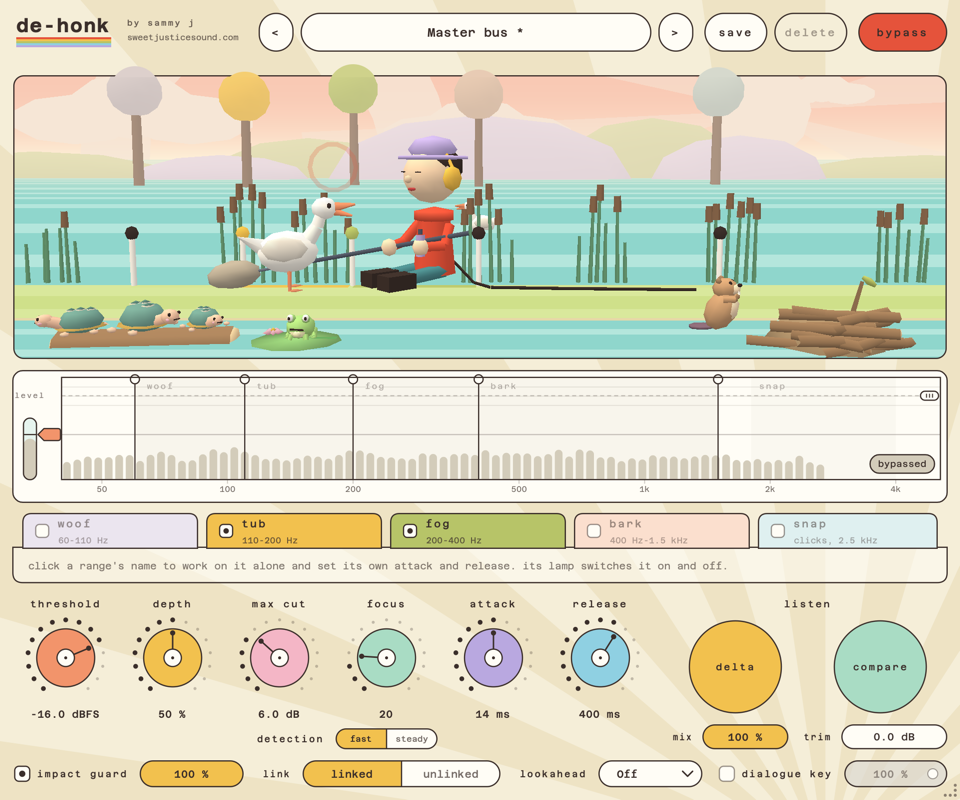 de-honk
by sammy j
sweetjusticesound.com
<
Master bus *
>
save
delete
bypass
level
woof
tub
fog
bark
snap
bypassed
50
100
200
500
1k
2k
4k
woof
60-110 Hz
tub
110-200 Hz
fog
200-400 Hz
bark
400 Hz-1.5 kHz
snap
clicks, 2.5 kHz
click a range's name to work on it alone and set its own attack and release. its lamp switches it on and off.
threshold
depth
max cut
focus
attack
release
listen
delta
compare
-16.0 dBFS
50 %
6.0 dB
20
14 ms
400 ms
detection
fast
steady
mix
100 %
trim
0.0 dB
impact guard
100 %
link
linked
unlinked
lookahead
Off
dialogue key
100 %